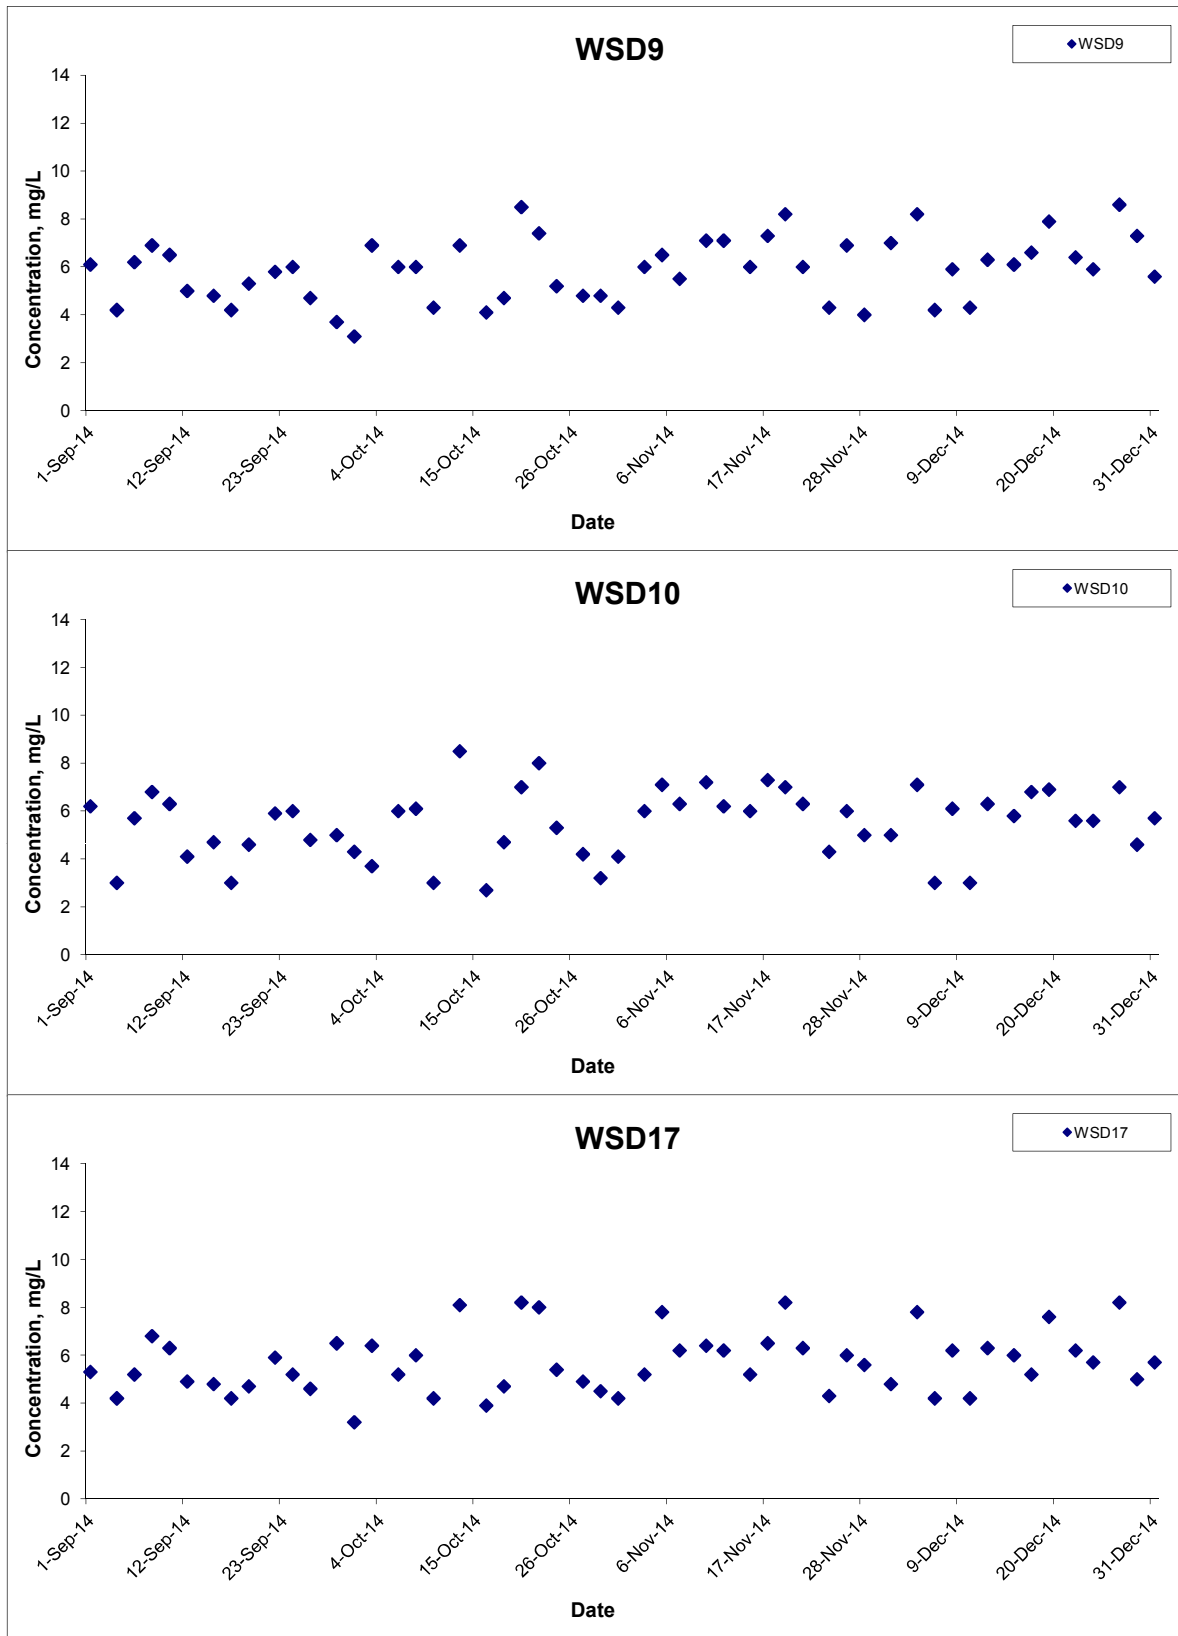 WSD9
WSD9
Concentration, mg/L
14
12
10
8
6
4
2
0
1-Sep-14
12-Sep-14
23-Sep-14
4-Oct-14
15-Oct-14
26-Oct-14
6-Nov-14
17-Nov-14
28-Nov-14
9-Dec-14
20-Dec-14
31-Dec-14
Date
WSD10
WSD10
Concentration, mg/L
14
12
10
8
6
4
2
0
1-Sep-14
12-Sep-14
23-Sep-14
4-Oct-14
15-Oct-14
26-Oct-14
6-Nov-14
17-Nov-14
28-Nov-14
9-Dec-14
20-Dec-14
31-Dec-14
Date
WSD17
WSD17
Concentration, mg/L
14
12
10
8
6
4
2
0
1-Sep-14
12-Sep-14
23-Sep-14
4-Oct-14
15-Oct-14
26-Oct-14
6-Nov-14
17-Nov-14
28-Nov-14
9-Dec-14
20-Dec-14
31-Dec-14
Date